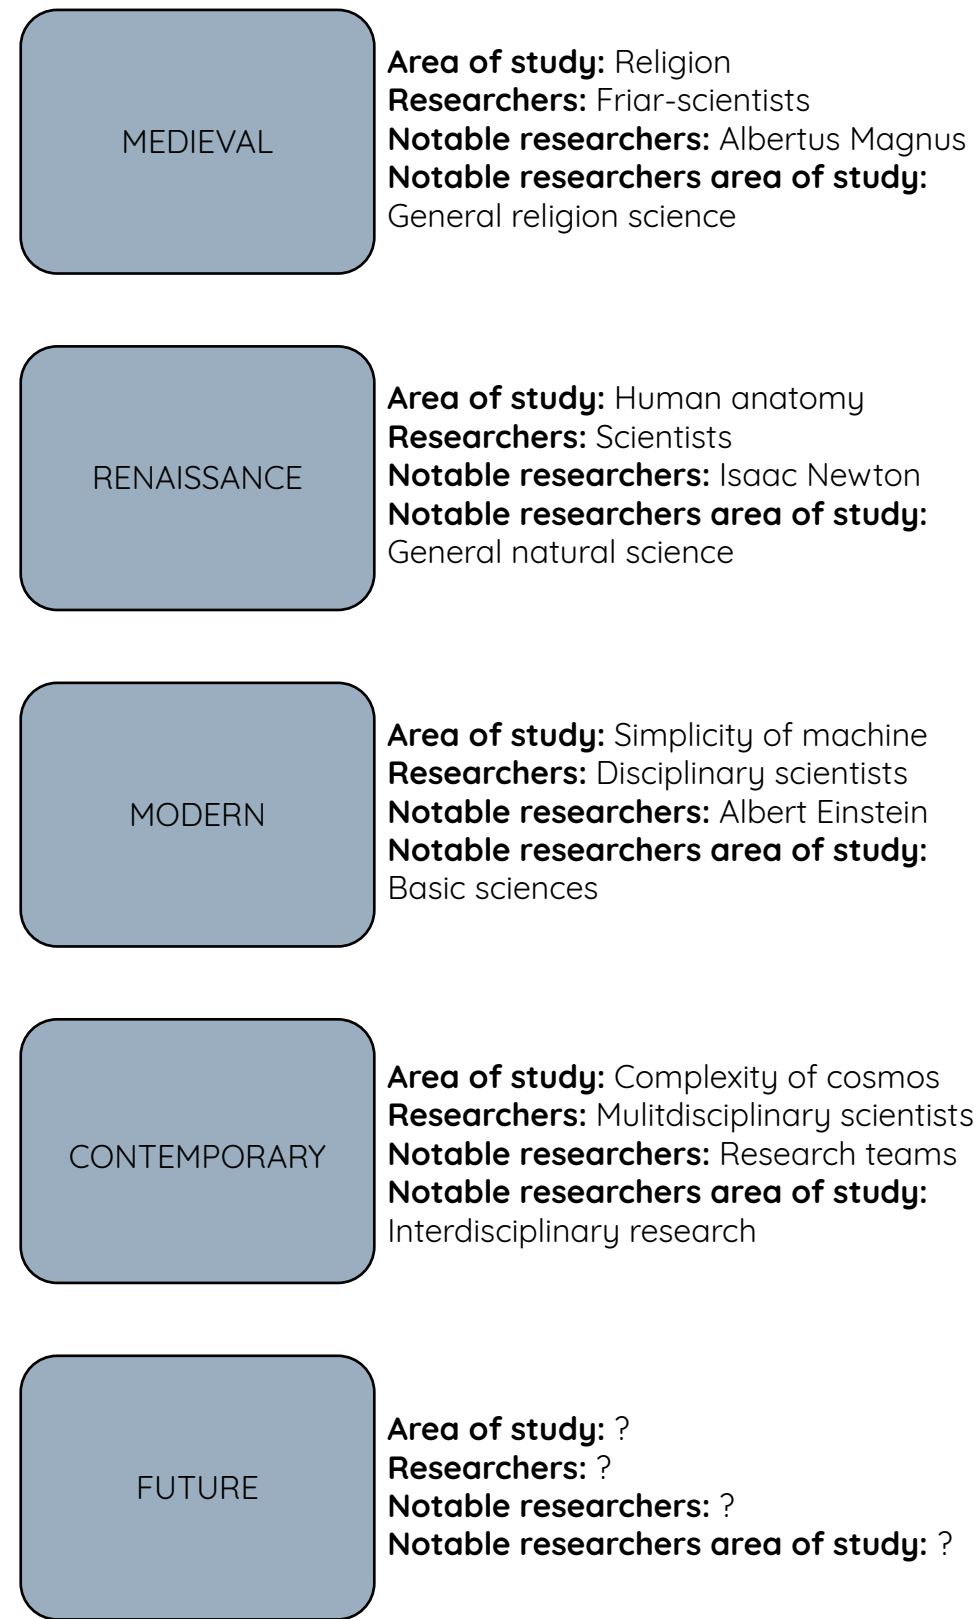 MEDIEVAL
Area of study: Religion
Researchers: Friar-scientists
Notable researchers: Albertus Magnus
Notable researchers area of study:
General religion science
RENAISSANCE
Area of study: Human anatomy
Researchers: Scientists
Notable researchers: Isaac Newton
Notable researchers area of study:
General natural science
MODERN
Area of study: Simplicity of machine
Researchers: Disciplinary scientists
Notable researchers: Albert Einstein
Notable researchers area of study:
Basic sciences
CONTEMPORARY
Area of study: Complexity of cosmos
Researchers: Mulitdisciplinary scientists
Notable researchers: Research teams
Notable researchers area of study:
Interdisciplinary research
FUTURE
Area of study: ?
Researchers: ?
Notable researchers: ?
Notable researchers area of study: ?